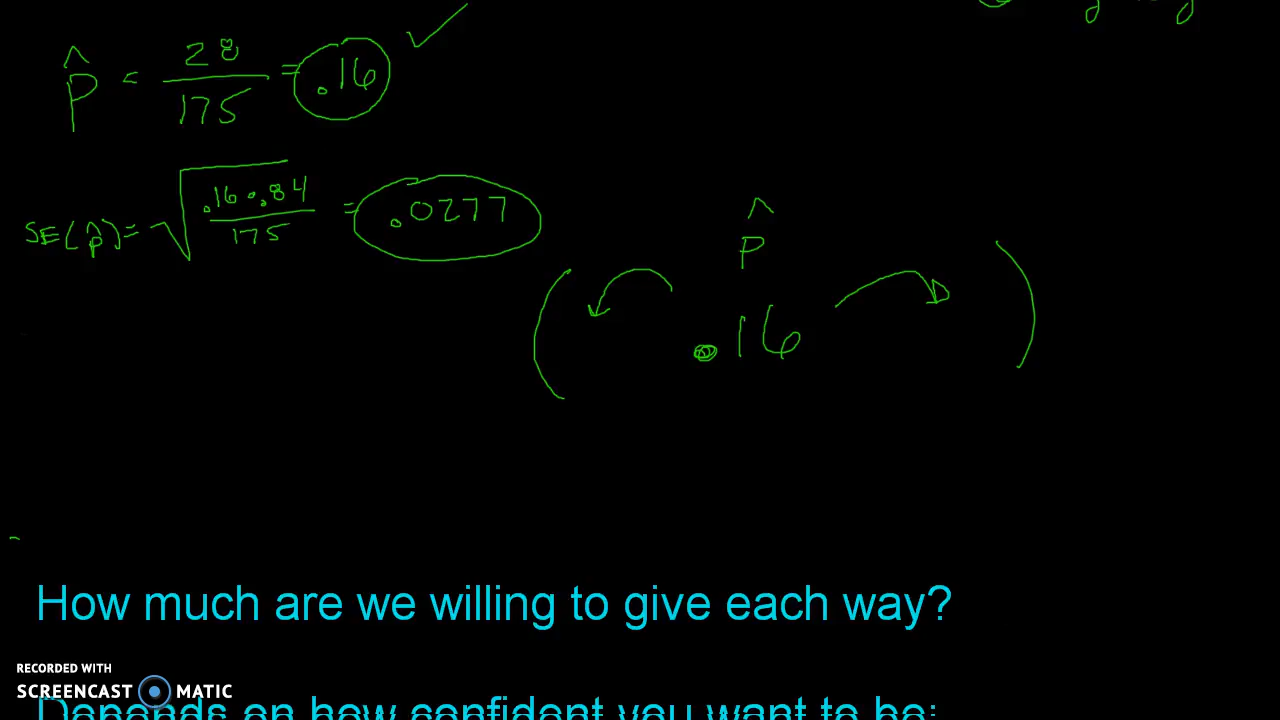 p̂ = 28/175 = .16 ✓
SE(p̂) = √(.16 · .84 / 175) = .0277
p̂
( .16 )
How much are we willing to give each way?
RECORDED WITH
SCREENCAST MATIC
Depends on how confident you want to be: